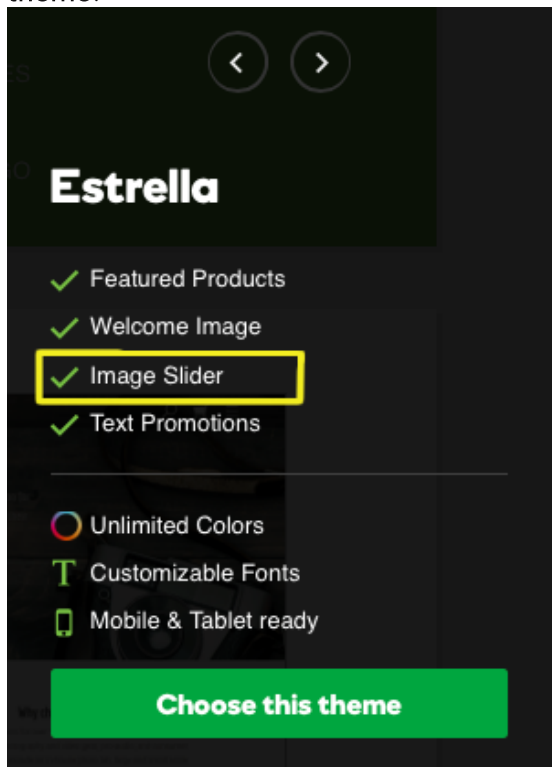 Estrella
Featured Products
Welcome Image
Image Slider
Text Promotions
Unlimited Colors
T Customizable Fonts
Mobile & Tablet ready
Choose this theme